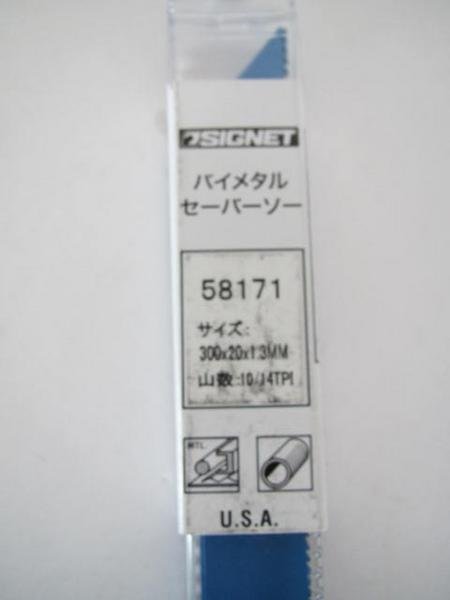 SIGNET
バイメタル
セーバーソー
58171
サイズ:
300x20x1.3MM
山数:10/14TPI
MTL.
U.S.A.